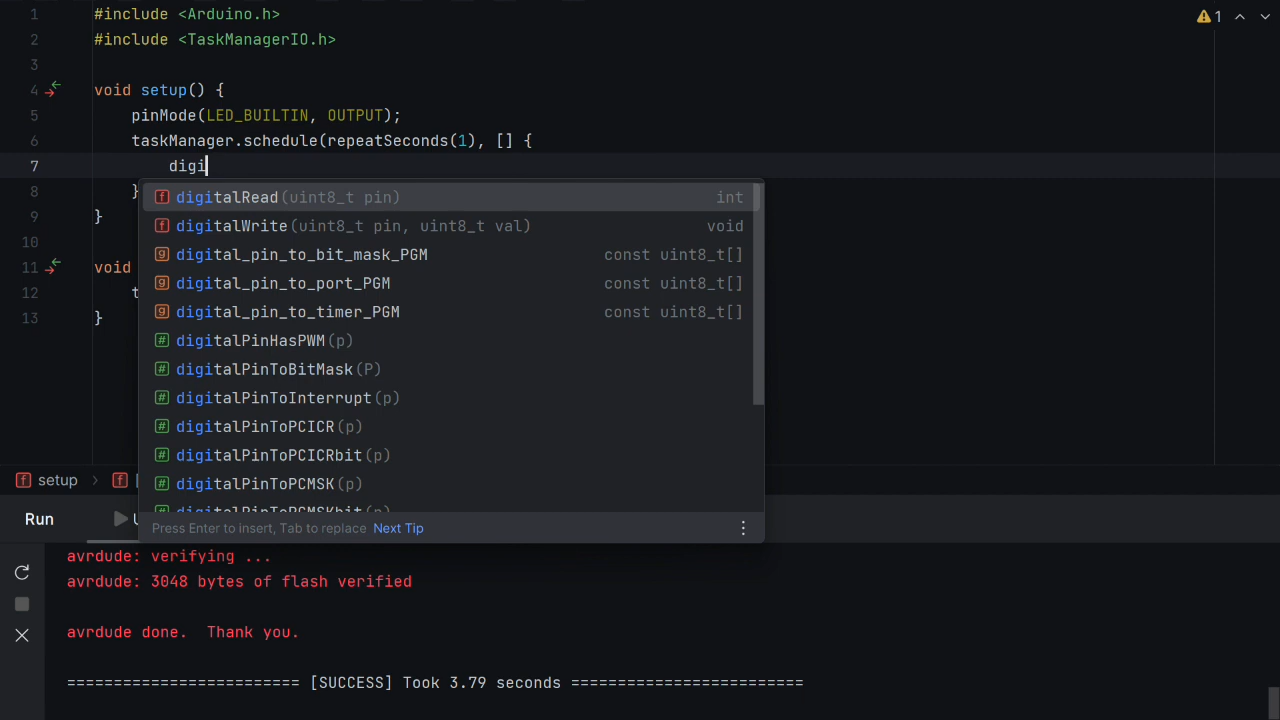 1 #include <Arduino.h>
2 #include <TaskManagerIO.h>
3
4 void setup() {
5 pinMode(LED_BUILTIN, OUTPUT);
6 taskManager.schedule(repeatSeconds(1), [] {
7 digi
8 }
9 }
10
11 void
12 t
13 }
1
digitalRead(uint8_t pin) int
digitalWrite(uint8_t pin, uint8_t val) void
digital_pin_to_bit_mask_PGM const uint8_t[]
digital_pin_to_port_PGM const uint8_t[]
digital_pin_to_timer_PGM const uint8_t[]
digitalPinHasPWM(p)
digitalPinToBitMask(P)
digitalPinToInterrupt(p)
digitalPinToPCICR(p)
digitalPinToPCICRbit(p)
digitalPinToPCMSK(p)
digitalPinToPCMSKbit(p)
Press Enter to insert, Tab to replace Next Tip
setup
Run
avrdude: verifying ...
avrdude: 3048 bytes of flash verified
avrdude done.  Thank you.
========================= [SUCCESS] Took 3.79 seconds =========================